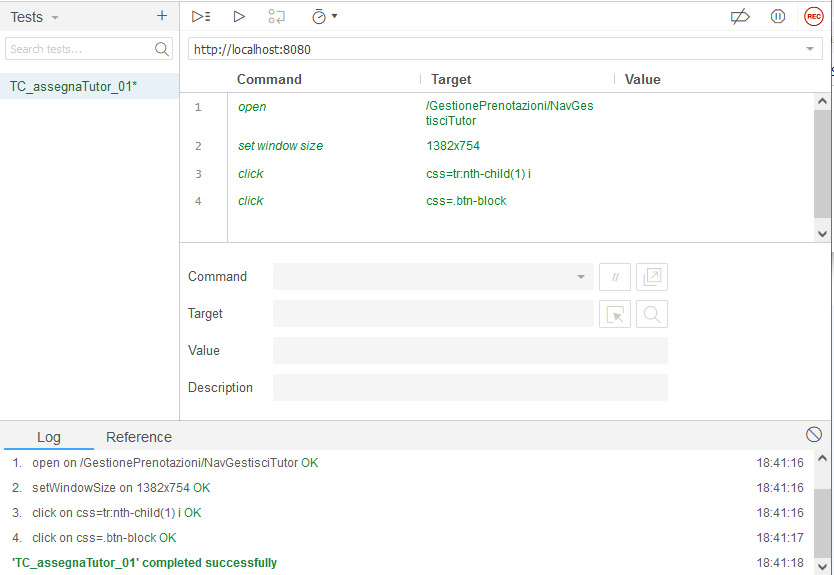 Tests
REC
Search tests...
http://localhost:8080
TC_assegnaTutor_01*
Command Target Value
1 open /GestionePrenotazioni/NavGes
tisciTutor
2 set window size 1382x754
3 click css=tr:nth-child(1) i
4 click css=.btn-block
Command //
Target
Value
Description
Log Reference
1. open on /GestionePrenotazioni/NavGestisciTutor OK 18:41:16
2. setWindowSize on 1382x754 OK 18:41:16
3. click on css=tr:nth-child(1) i OK 18:41:16
4. click on css=.btn-block OK 18:41:17
'TC_assegnaTutor_01' completed successfully 18:41:18